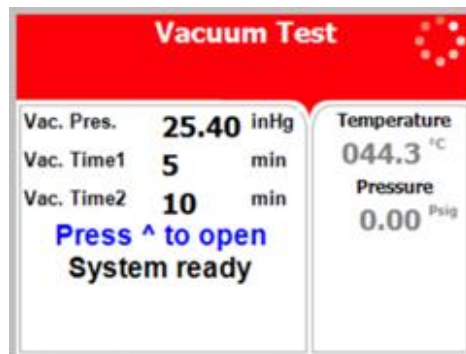 Vacuum Test
Vac. Pres. 25.40 inHg
Vac. Time1 5 min
Vac. Time2 10 min
Press ^ to open
System ready
Temperature
044.3 °C
Pressure
0.00 Psig